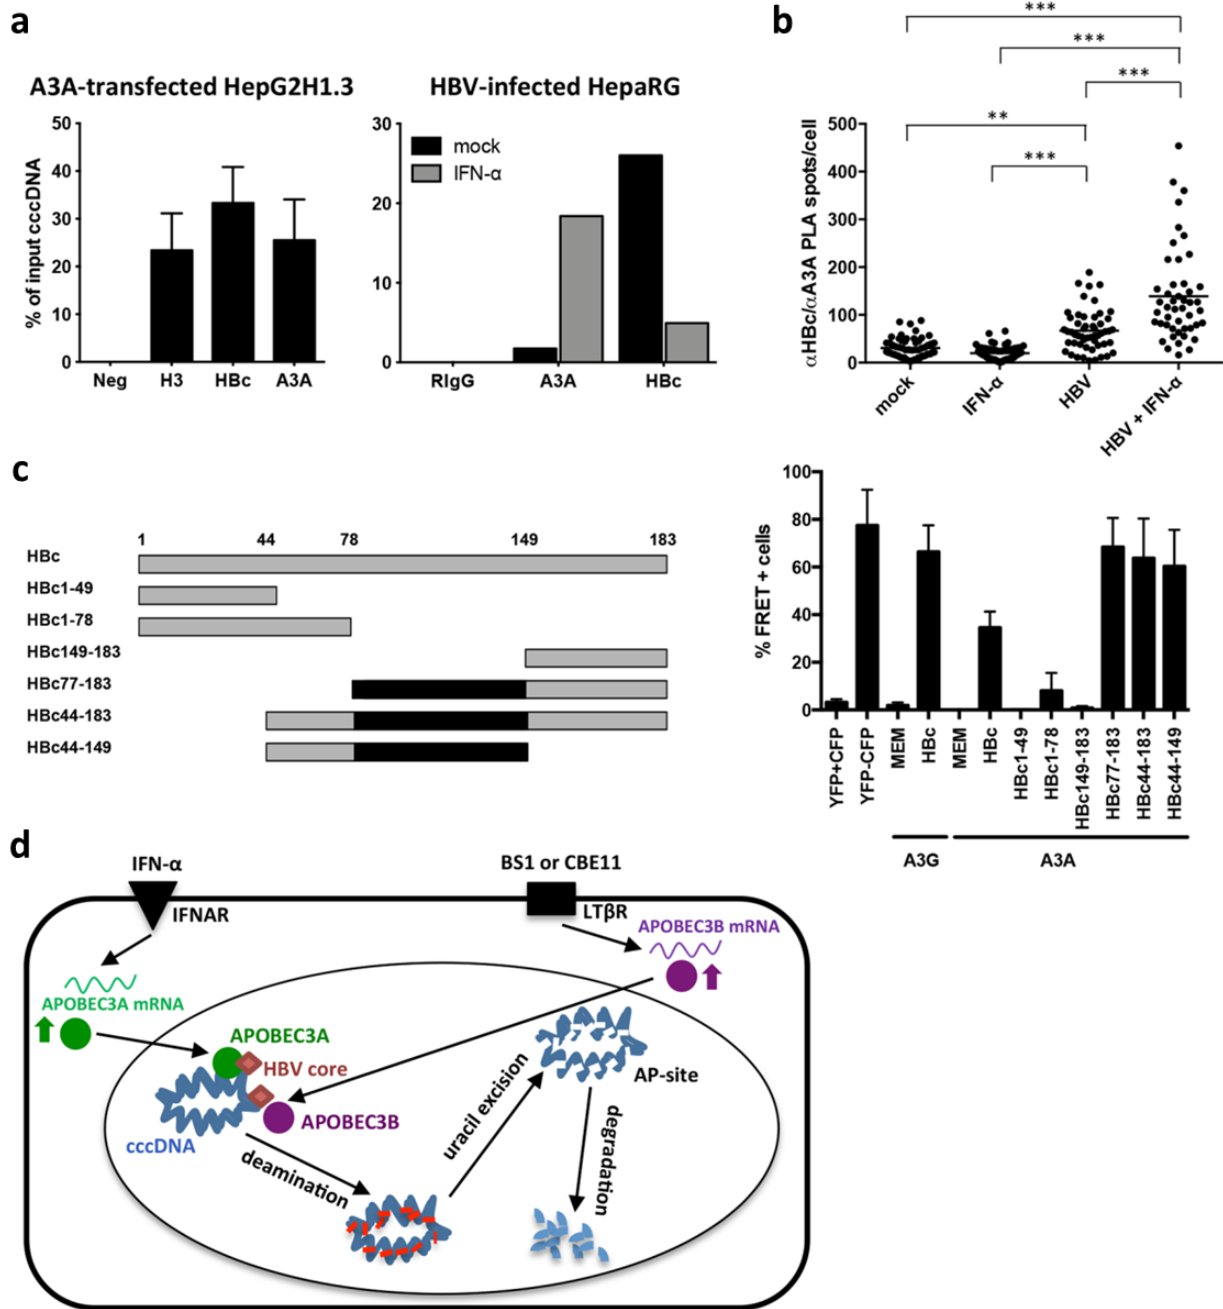 a
A3A-transfected HepG2H1.3
% of input cccDNA
50
40
30
20
10
0
Neg H3 HBc A3A
HBV-infected HepaRG
30
20
10
0
mock
IFN-α
RIgG A3A HBc
b
***
***
***
**
***
αHBc/αA3A PLA spots/cell
500
400
300
200
100
0
mock
IFN-α
HBV
HBV + IFN-α
c
1 44 78 149 183
HBc
HBc1-49
HBc1-78
HBc149-183
HBc77-183
HBc44-183
HBc44-149
% FRET + cells
100
80
60
40
20
0
YFP+CFP
YFP-CFP
MEM
HBc
MEM
HBc
HBc1-49
HBc1-78
HBc149-183
HBc77-183
HBc44-183
HBc44-149
A3G A3A
d
IFN-α
IFNAR
BS1 or CBE11
LTβR
APOBEC3B mRNA
APOBEC3A mRNA
APOBEC3A
HBV core
APOBEC3B
cccDNA
deamination
uracil excision
AP-site
degradation